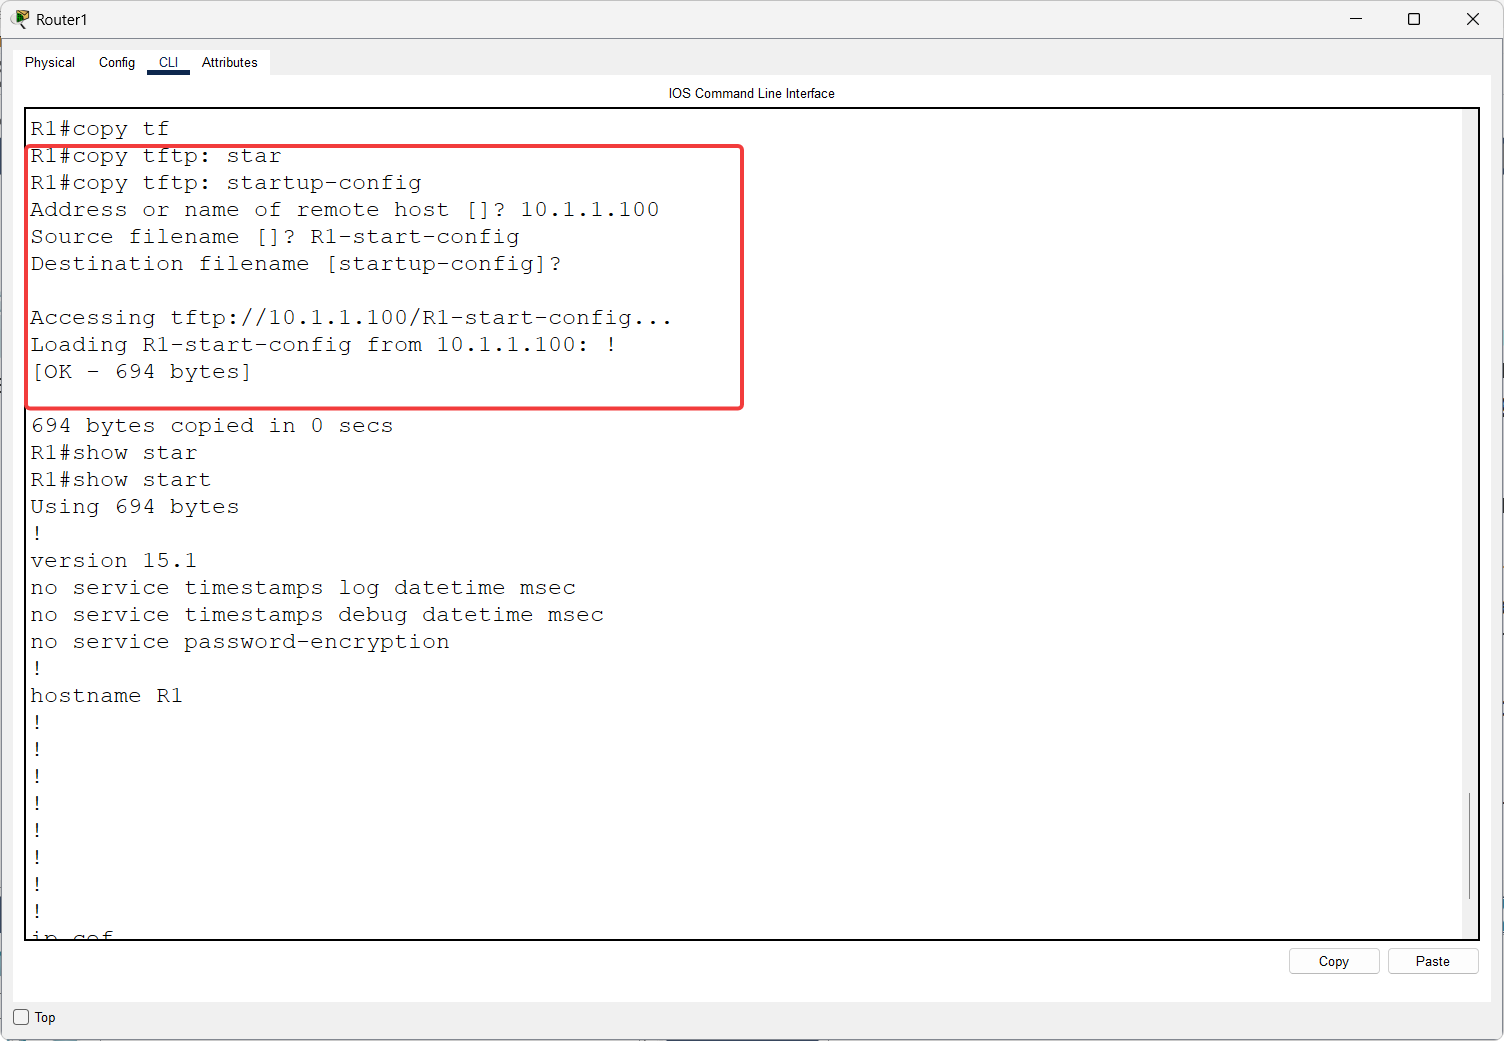 Router1
Physical Config CLI Attributes
IOS Command Line Interface
R1#copy tf
R1#copy tftp: star
R1#copy tftp: startup-config
Address or name of remote host []? 10.1.1.100
Source filename []? R1-start-config
Destination filename [startup-config]?
Accessing tftp://10.1.1.100/R1-start-config...
Loading R1-start-config from 10.1.1.100: !
[OK - 694 bytes]
694 bytes copied in 0 secs
R1#show star
R1#show start
Using 694 bytes
!
version 15.1
no service timestamps log datetime msec
no service timestamps debug datetime msec
no service password-encryption
!
hostname R1
!
!
!
!
!
!
!
!
ip cef
Copy Paste
Top